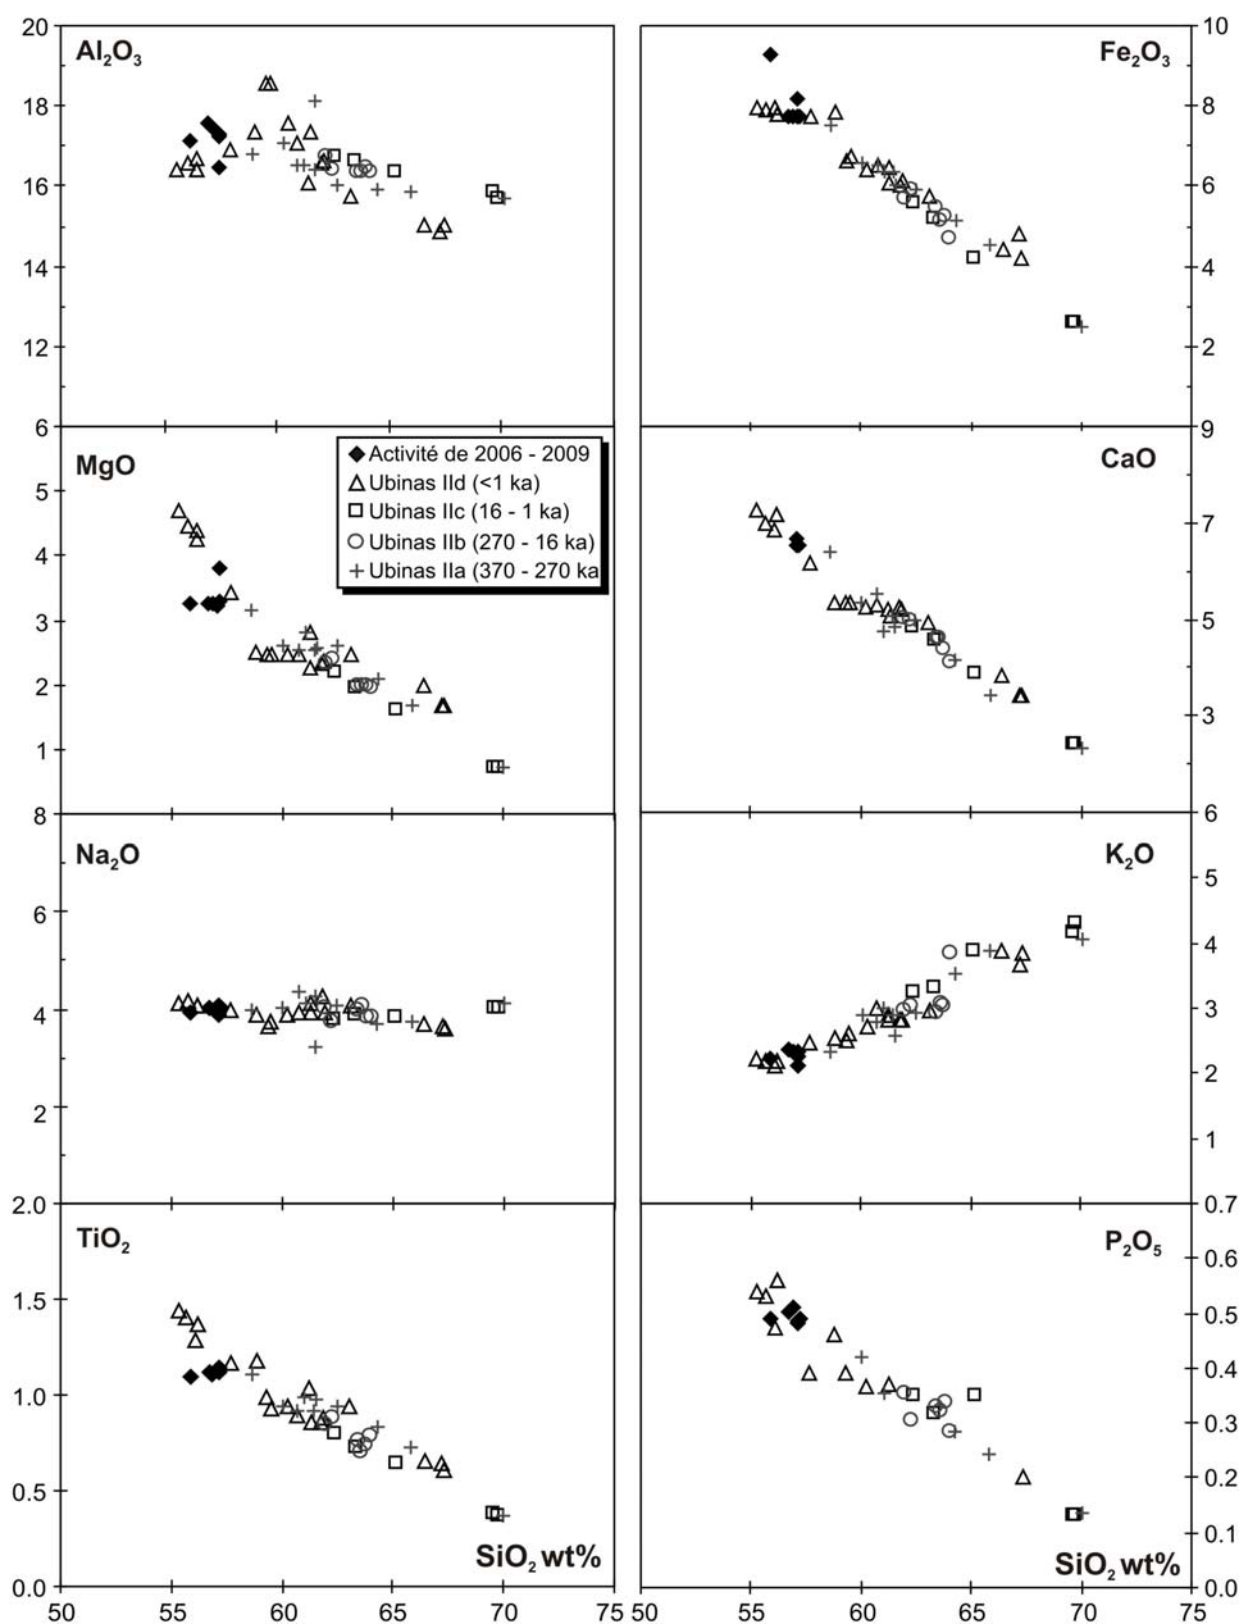 20
Al₂O₃
18
16
14
12
6
10
Fe₂O₃
8
6
4
2
9
MgO
5
4
3
2
1
8
◆ Activité de 2006 - 2009
△ Ubinas IId (<1 ka)
□ Ubinas IIc (16 - 1 ka)
○ Ubinas IIb (270 - 16 ka)
+ Ubinas IIa (370 - 270 ka
CaO
7
5
3
6
Na₂O
6
4
2
2.0
K₂O
5
4
3
2
1
0.7
TiO₂
1.5
1.0
0.5
0.0
SiO₂ wt%
50 55 60 65 70 75
P₂O₅
0.6
0.5
0.4
0.3
0.2
0.1
0.0
SiO₂ wt%
50 55 60 65 70 75